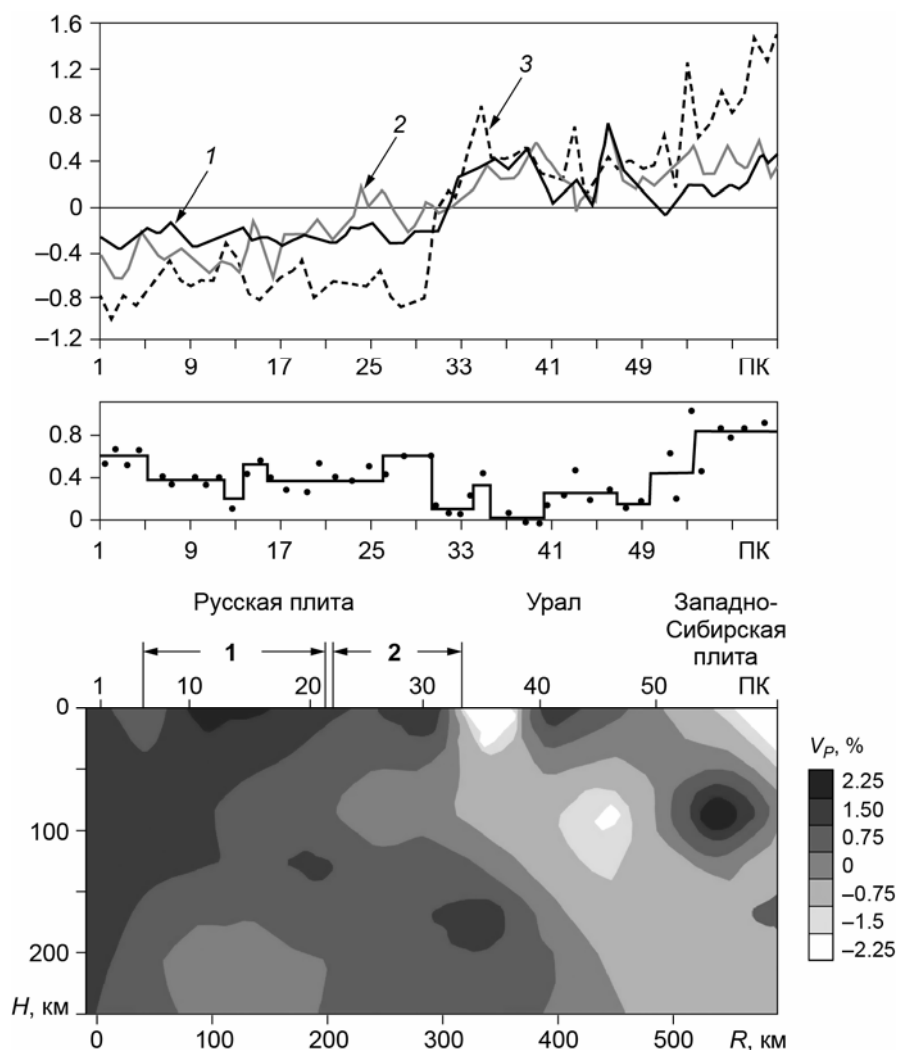 1.6
1.2
0.8
0.4
0
–0.4
–0.8
–1.2
1
2
3
1 9 17 25 33 41 49 ПК
0.8
0.4
0
1 9 17 25 33 41 49 ПК
Русская плита Урал Западно-
Сибирская
плита
1 2
1 10 20 30 40 50 ПК
0
100
200
H, км
0 100 200 300 400 500 R, км
VP, %
2.25
1.50
0.75
0
–0.75
–1.5
–2.25